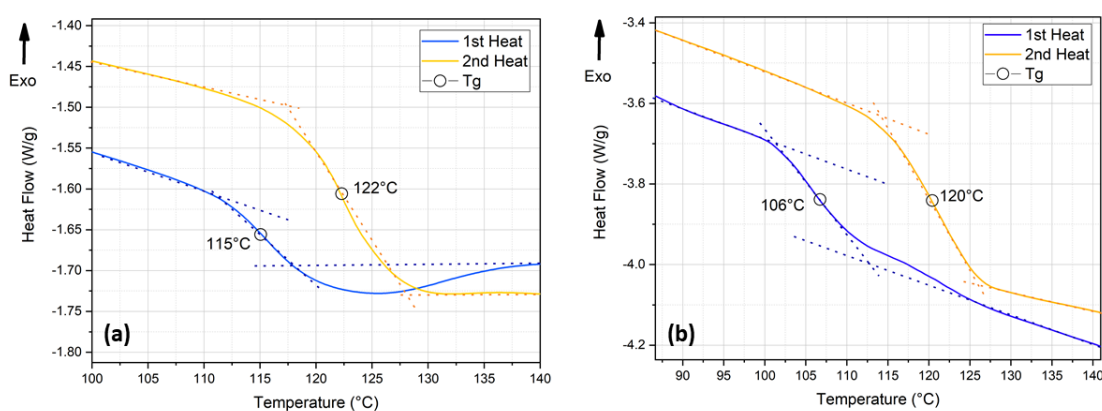 Exo
Heat Flow (W/g)
-1.40
-1.45
-1.50
-1.55
-1.60
-1.65
-1.70
-1.75
-1.80
1st Heat
2nd Heat
Tg
122°C
115°C
(a)
100 105 110 115 120 125 130 135 140
Temperature (°C)
Exo
Heat Flow (W/g)
-3.4
-3.6
-3.8
-4.0
-4.2
1st Heat
2nd Heat
Tg
106°C
120°C
(b)
90 95 100 105 110 115 120 125 130 135 140
Temperature (°C)